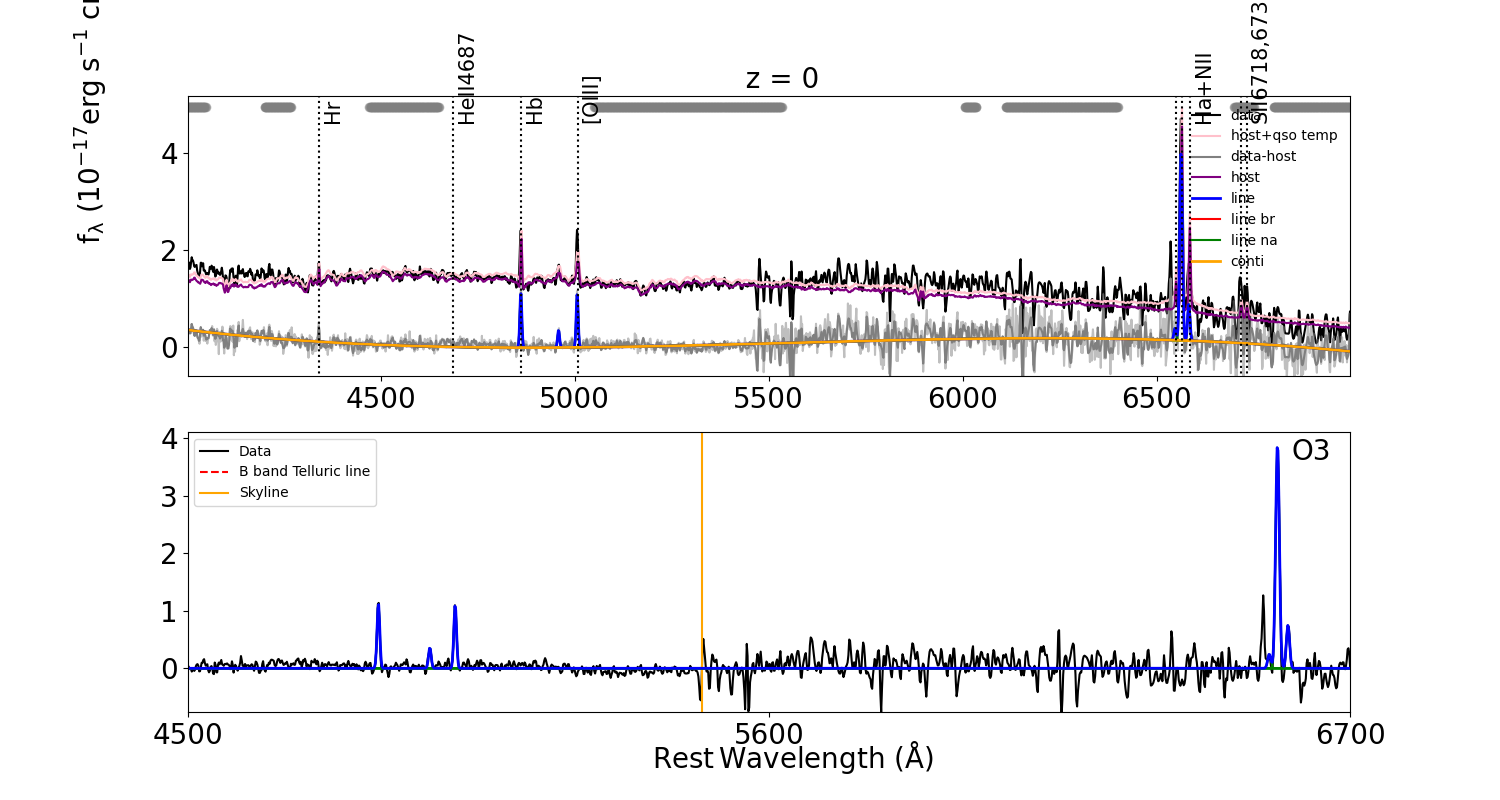 z = 0
Hr
HeII4687
Hb
[OIII]
Ha+NII
SII6718,673
f_λ (10^{-17} erg s^{-1}
data
host+qso temp
data-host
host
line
line br
line na
conti
4
2
0
4500
5000
5500
6000
6500
Data
B band Telluric line
Skyline
O3
4
3
2
1
0
4500
5600
6700
Rest Wavelength (Å)